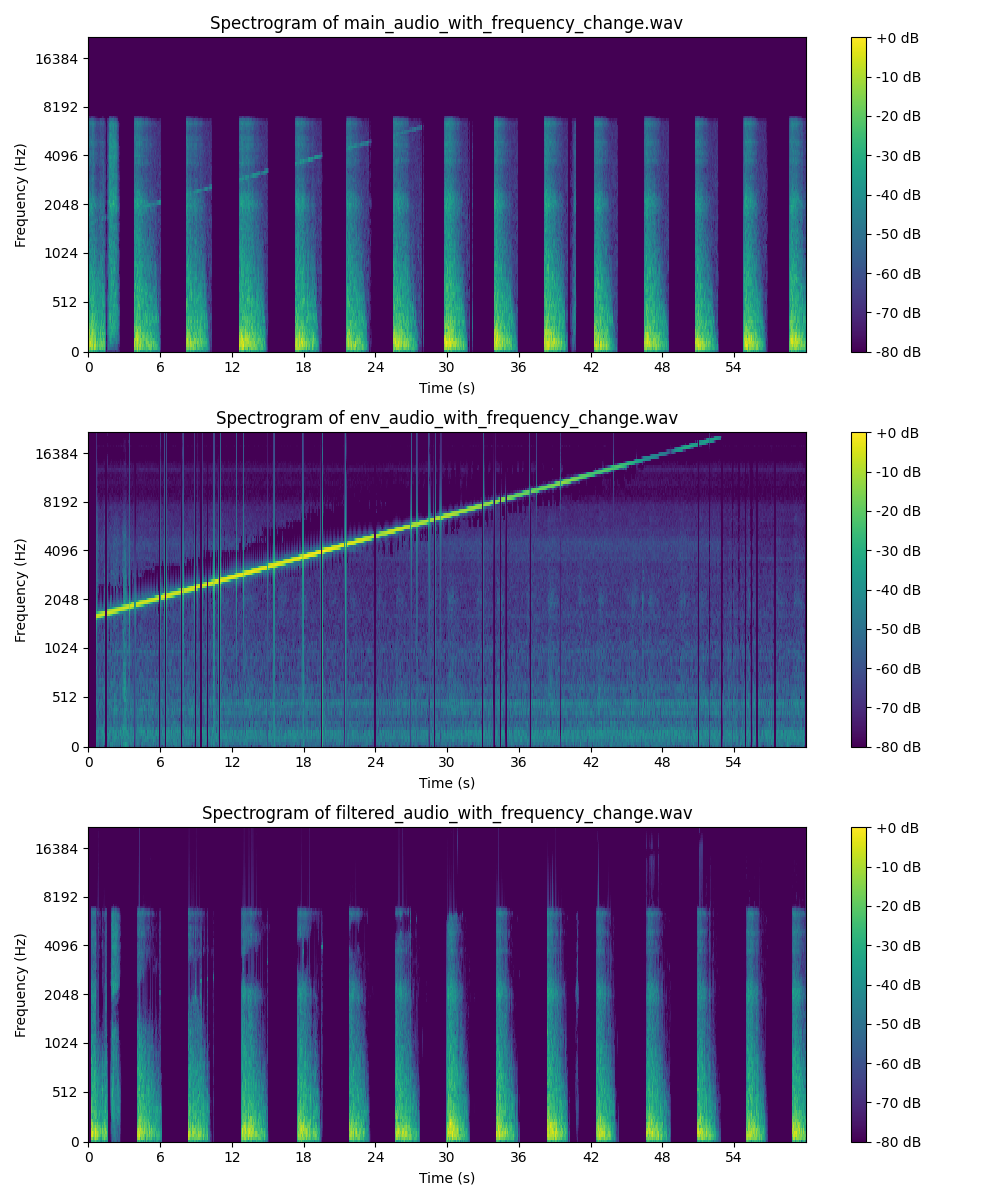 Spectrogram of main_audio_with_frequency_change.wav
Frequency (Hz)
16384
8192
4096
2048
1024
512
0
0 6 12 18 24 30 36 42 48 54
Time (s)
+0 dB
-10 dB
-20 dB
-30 dB
-40 dB
-50 dB
-60 dB
-70 dB
-80 dB
Spectrogram of env_audio_with_frequency_change.wav
Frequency (Hz)
16384
8192
4096
2048
1024
512
0
0 6 12 18 24 30 36 42 48 54
Time (s)
+0 dB
-10 dB
-20 dB
-30 dB
-40 dB
-50 dB
-60 dB
-70 dB
-80 dB
Spectrogram of filtered_audio_with_frequency_change.wav
Frequency (Hz)
16384
8192
4096
2048
1024
512
0
0 6 12 18 24 30 36 42 48 54
Time (s)
+0 dB
-10 dB
-20 dB
-30 dB
-40 dB
-50 dB
-60 dB
-70 dB
-80 dB